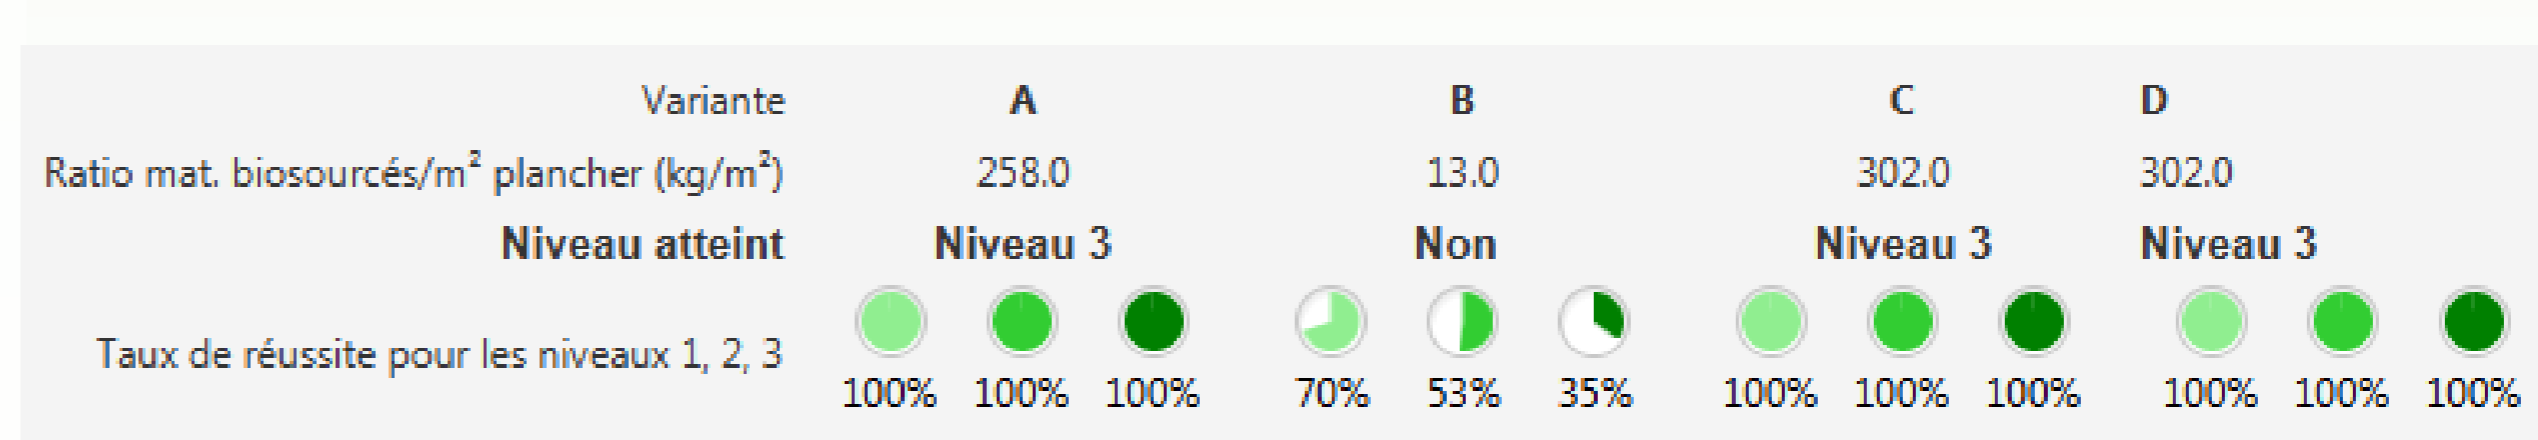 Variante A B C D
Ratio mat. biosourcés/m² plancher (kg/m²) 258.0 13.0 302.0 302.0
Niveau atteint Niveau 3 Non Niveau 3 Niveau 3
Taux de réussite pour les niveaux 1, 2, 3
100% 100% 100% 70% 53% 35% 100% 100% 100% 100% 100% 100%